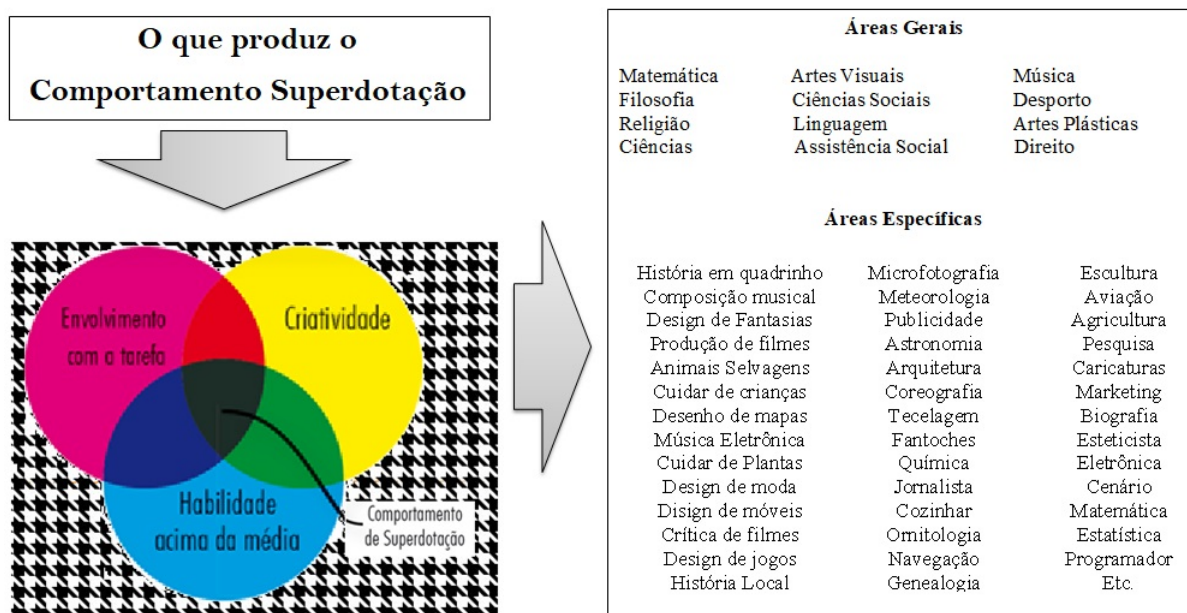 O que produz o
Comportamento Superdotação
Envolvimento
com a tarefa
Criatividade
Habilidade
acima da média
Comportamento
de Superdotação
Áreas Gerais
Matemática Artes Visuais Música
Filosofia Ciências Sociais Desporto
Religião Linguagem Artes Plásticas
Ciências Assistência Social Direito
Áreas Específicas
História em quadrinho Microfotografia Escultura
Composição musical Meteorologia Aviação
Design de Fantasias Publicidade Agricultura
Produção de filmes Astronomia Pesquisa
Animais Selvagens Arquitetura Caricaturas
Cuidar de crianças Coreografia Marketing
Desenho de mapas Tecelagem Biografia
Música Eletrônica Fantoches Esteticista
Cuidar de Plantas Química Eletrônica
Design de moda Jornalista Cenário
Disign de móveis Cozinhar Matemática
Crítica de filmes Ornitologia Estatística
Design de jogos Navegação Programador
História Local Genealogia Etc.